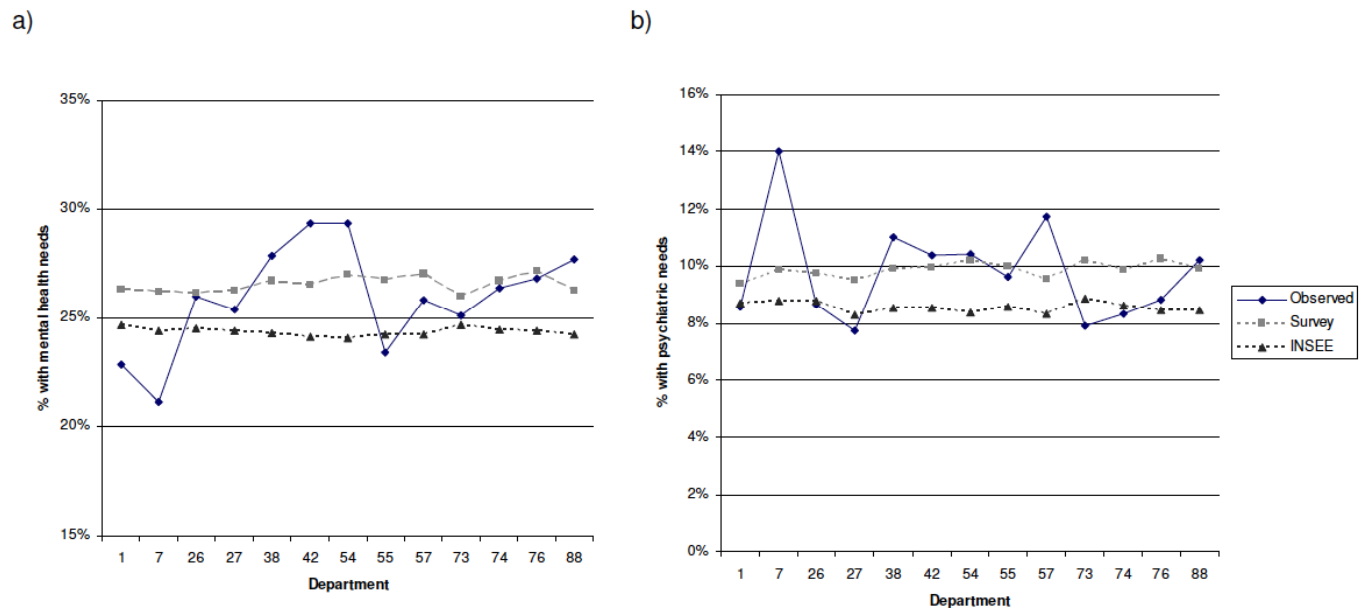 a)
35%
30%
25%
20%
15%
% with mental health needs
1 7 26 27 38 42 54 55 57 73 74 76 88
Department
b)
16%
14%
12%
10%
8%
6%
4%
2%
0%
% with psychiatric needs
1 7 26 27 38 42 54 55 57 73 74 76 88
Department
Observed
Survey
INSEE